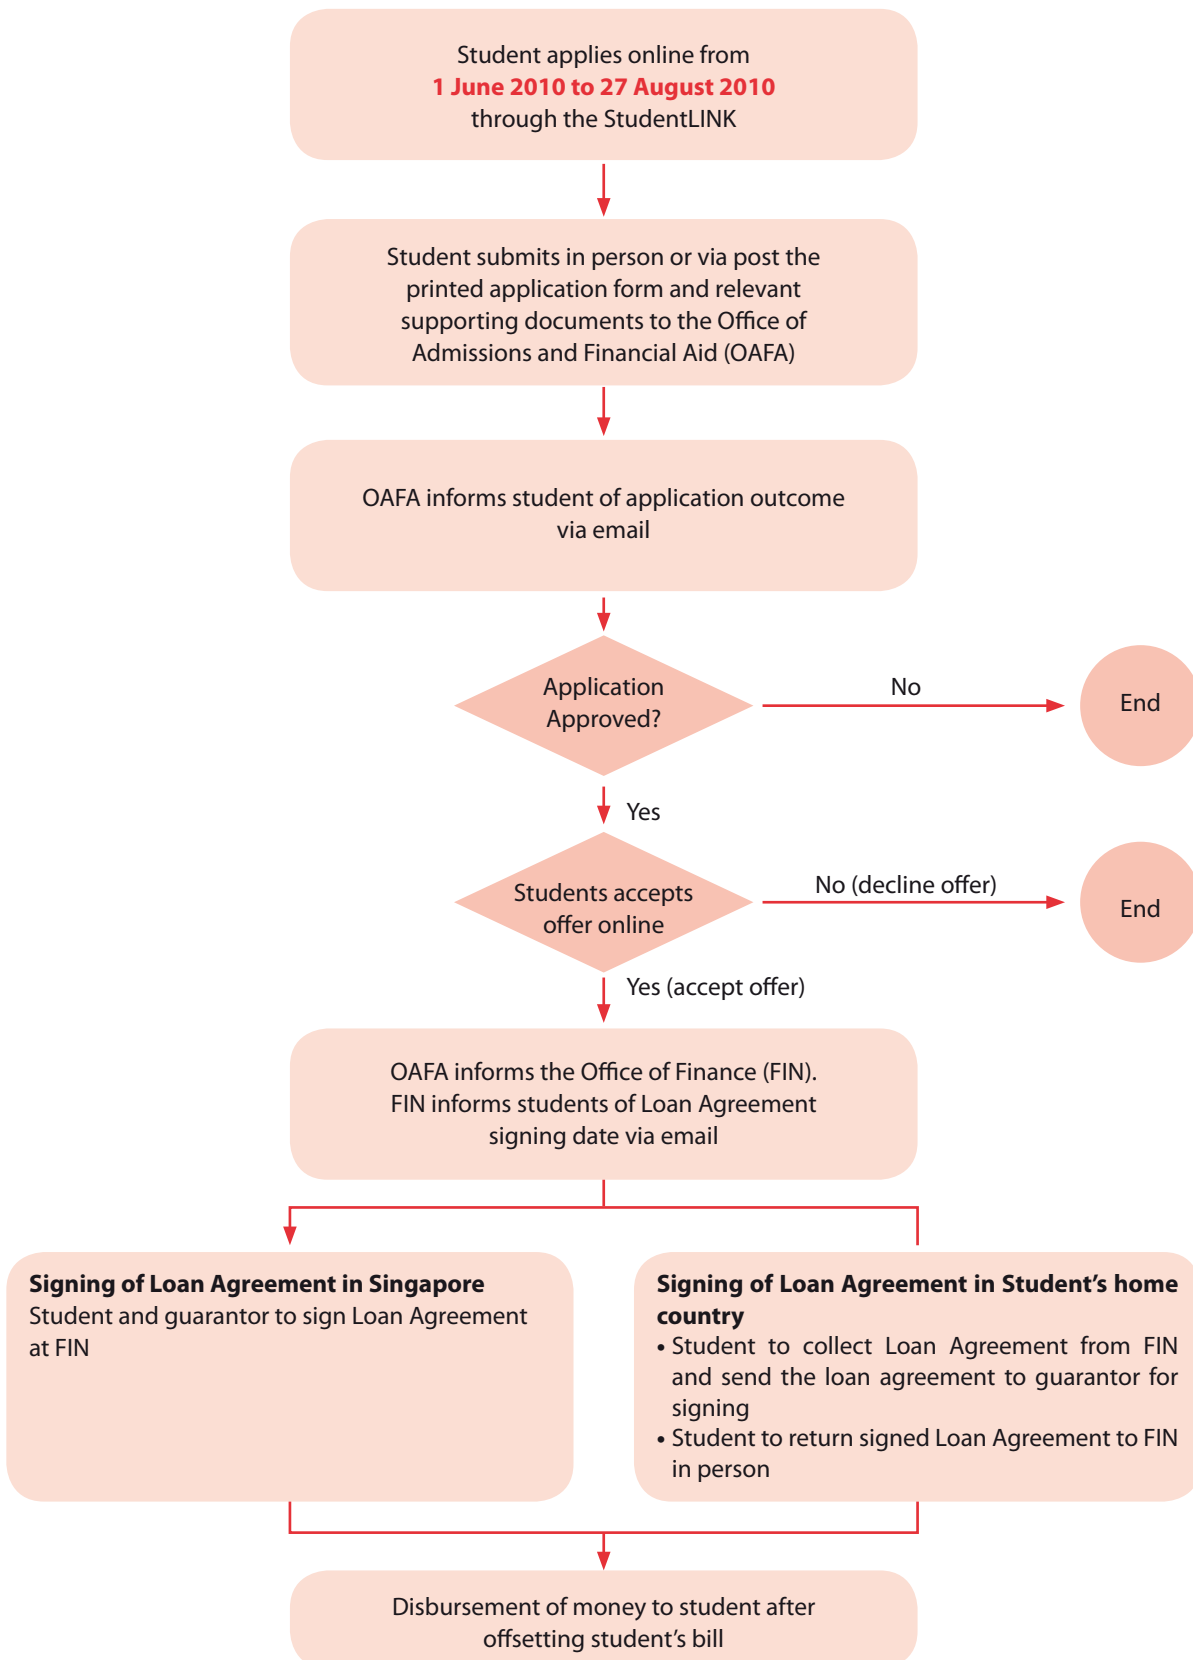 Student applies online from
1 June 2010 to 27 August 2010
through the StudentLINK
Student submits in person or via post the
printed application form and relevant
supporting documents to the Office of
Admissions and Financial Aid (OAFA)
OAFA informs student of application outcome
via email
Application
Approved?
No
End
Yes
Students accepts
offer online
No (decline offer)
End
Yes (accept offer)
OAFA informs the Office of Finance (FIN).
FIN informs students of Loan Agreement
signing date via email
Signing of Loan Agreement in Singapore
Student and guarantor to sign Loan Agreement
at FIN
Signing of Loan Agreement in Student’s home
country
• Student to collect Loan Agreement from FIN
and send the loan agreement to guarantor for
signing
• Student to return signed Loan Agreement to FIN
in person
Disbursement of money to student after
offsetting student’s bill